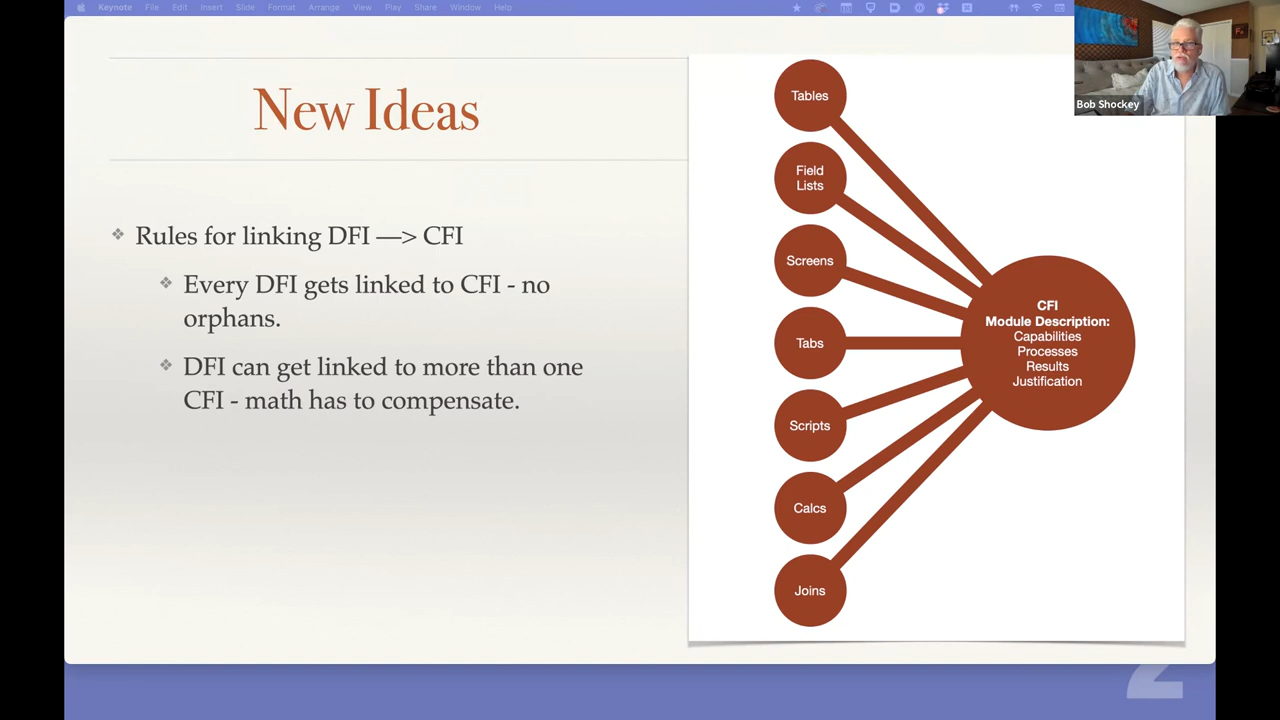 Keynote File Edit Insert Slide Format Arrange View Play Share Window Help
Bob Shockey
New Ideas
Rules for linking DFI —> CFI
Every DFI gets linked to CFI - no
orphans.
DFI can get linked to more than one
CFI - math has to compensate.
Tables
Field
Lists
Screens
Tabs
Scripts
Calcs
Joins
CFI
Module Description:
Capabilities
Processes
Results
Justification
2